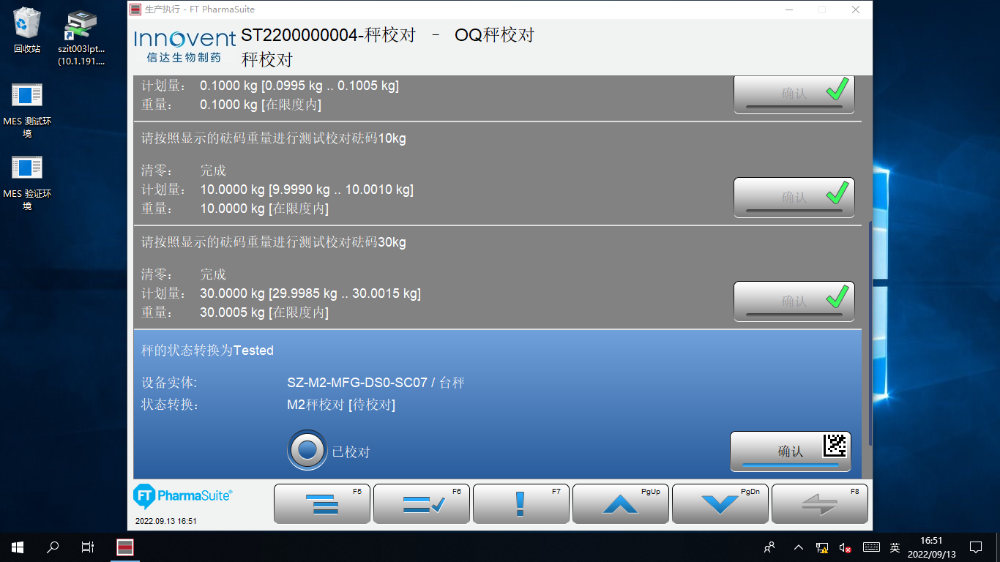 回收站
szit003lpt...
(10.1.191....
MES 测试环
境
MES 验证环
境
生产执行 - FT PharmaSuite
Innovent
信达生物制药
ST2200000004-秤校对 - OQ秤校对
秤校对
计划量: 0.1000 kg [0.0995 kg .. 0.1005 kg]
重量: 0.1000 kg [在限度内]
确认
请按照显示的砝码重量进行测试校对砝码10kg
清零: 完成
计划量: 10.0000 kg [9.9990 kg .. 10.0010 kg]
重量: 10.0000 kg [在限度内]
确认
请按照显示的砝码重量进行测试校对砝码30kg
清零: 完成
计划量: 30.0000 kg [29.9985 kg .. 30.0015 kg]
重量: 30.0005 kg [在限度内]
确认
秤的状态转换为Tested
设备实体: SZ-M2-MFG-DS0-SC07 / 台秤
状态转换: M2秤校对 [待校对]
已校对
确认
FT PharmaSuite®
2022.09.13 16:51
F5
F6
F7
PgUp
PgDn
F8
英
16:51
2022/09/13